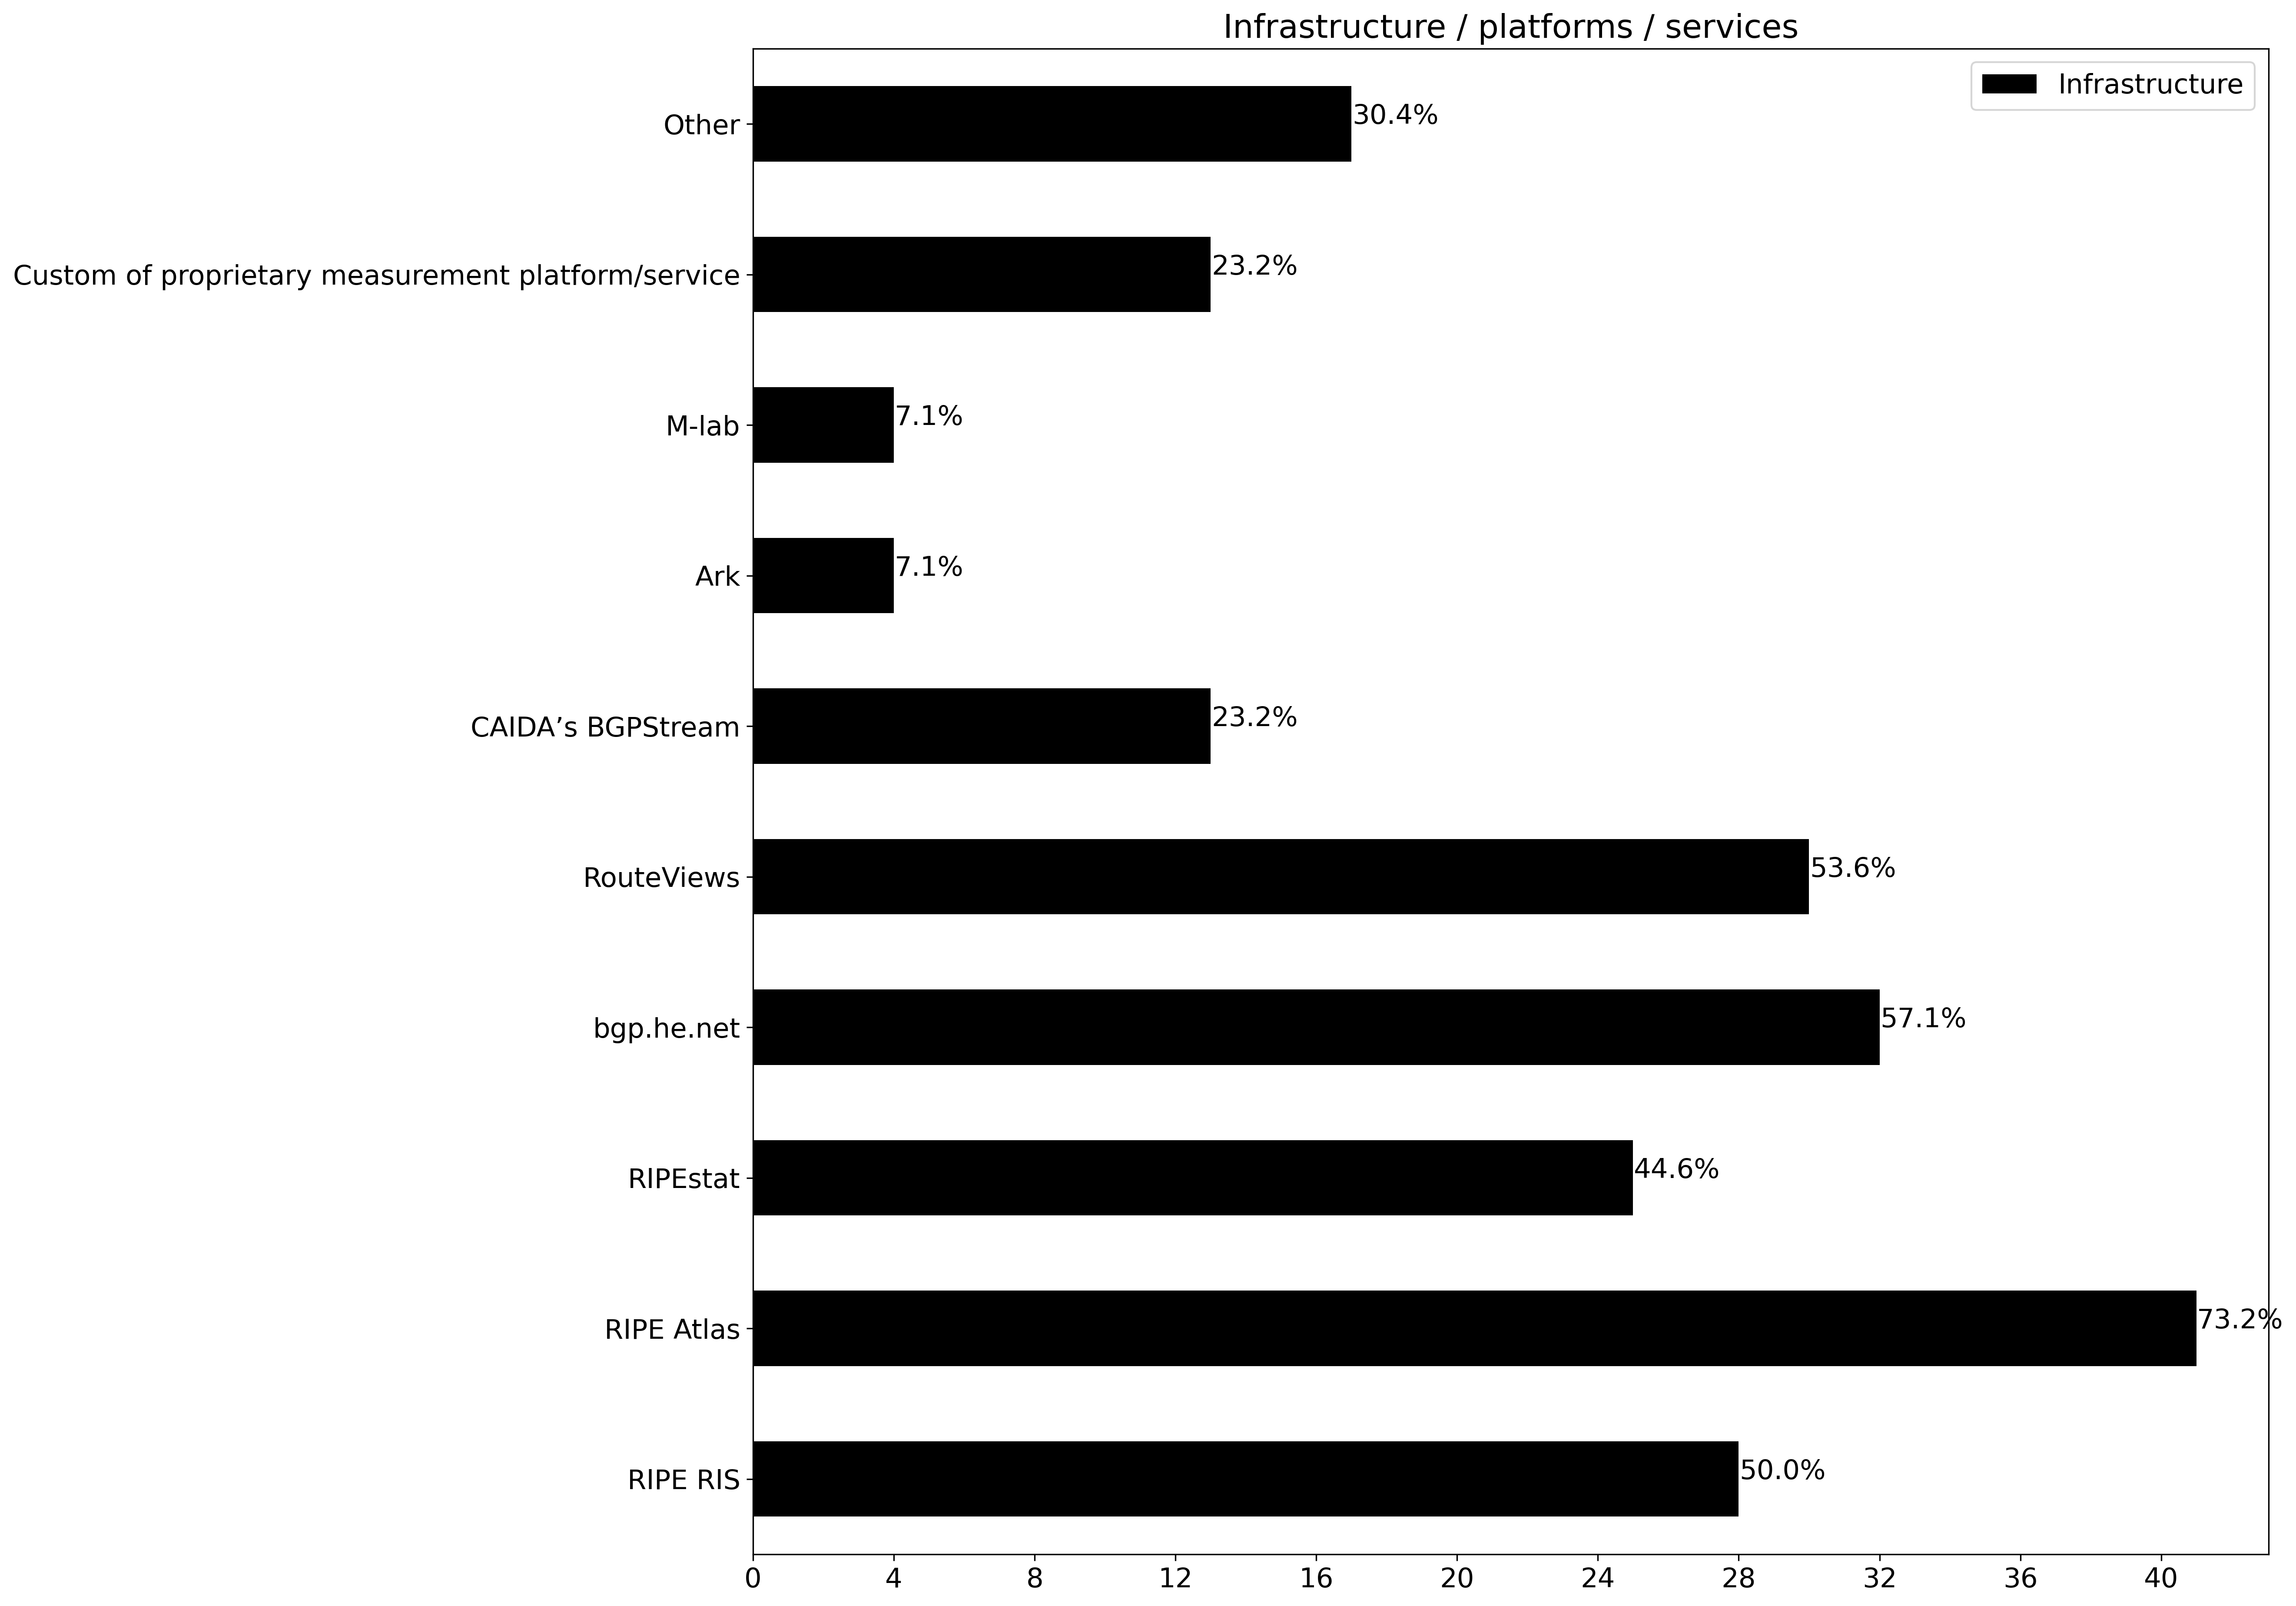 Infrastructure / platforms / services
Infrastructure
Other
30.4%
Custom of proprietary measurement platform/service
23.2%
M-lab
7.1%
Ark
7.1%
CAIDA’s BGPStream
23.2%
RouteViews
53.6%
bgp.he.net
57.1%
RIPEstat
44.6%
RIPE Atlas
73.2%
RIPE RIS
50.0%
0 4 8 12 16 20 24 28 32 36 40